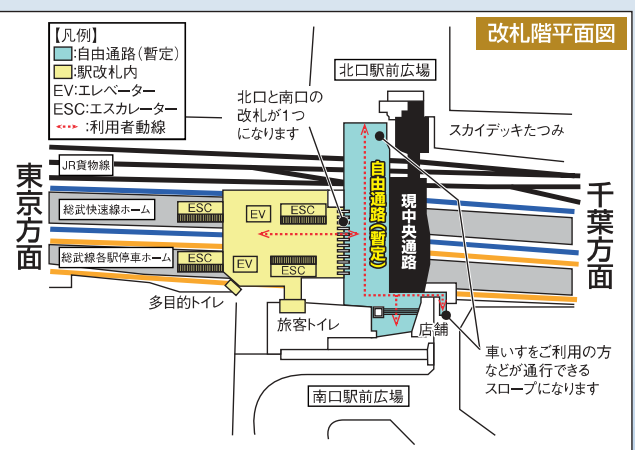 改札階平面図
【凡例】
:自由通路(暫定)
:駅改札内
EV:エレベーター
ESC:エスカレーター
:利用者動線
北口駅前広場
北口と南口の
改札が1つ
になります
スカイデッキたつみ
JR貨物線
東京方面
千葉方面
総武快速線ホーム
ESC
EV
ESC
自由通路(暫定)
現中央通路
総武線各駅停車ホーム
ESC
EV
ESC
多目的トイレ
旅客トイレ
店舗
車いすをご利用の方
などが通行できる
スロープになります
南口駅前広場